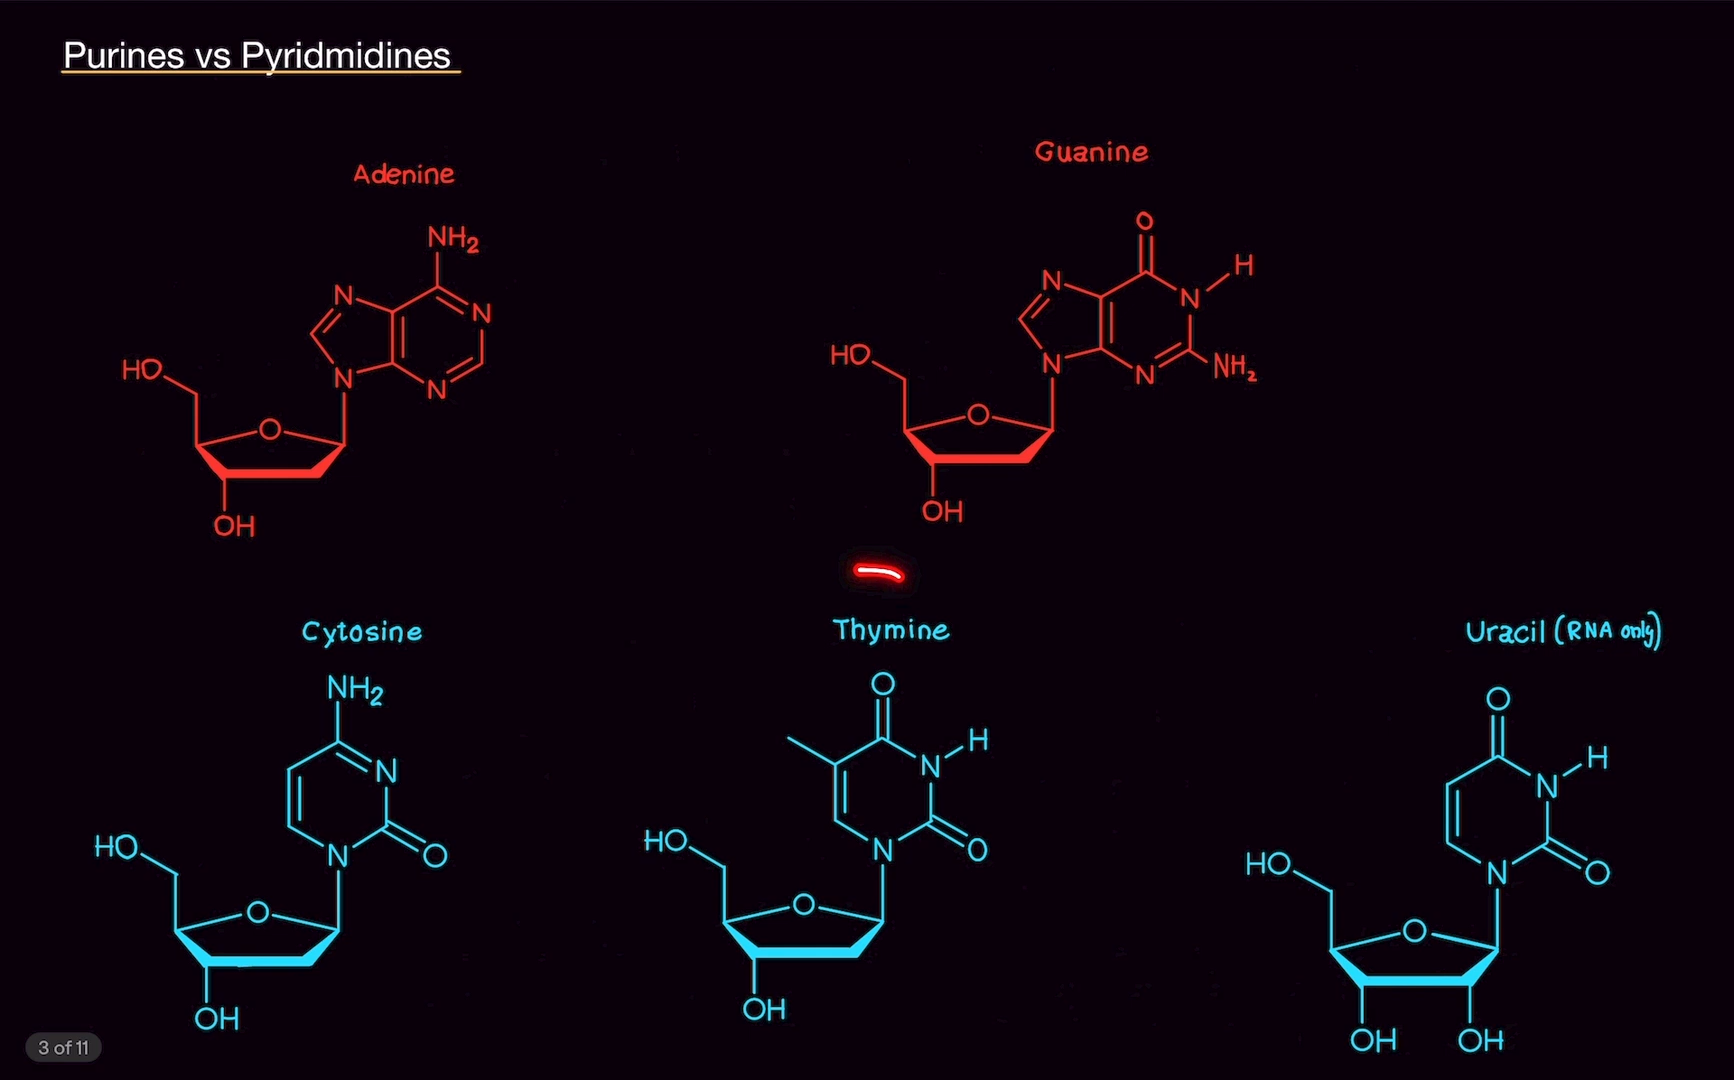 Purines vs Pyridmidines
Adenine
NH2
N
N
N
N
HO
O
OH
Guanine
O
H
N
N
N
N
NH2
HO
O
OH
Cytosine
NH2
N
N
O
HO
O
OH
Thymine
O
H
N
N
O
HO
O
OH
Uracil (RNA only)
O
H
N
N
O
HO
O
OH OH
3 of 11